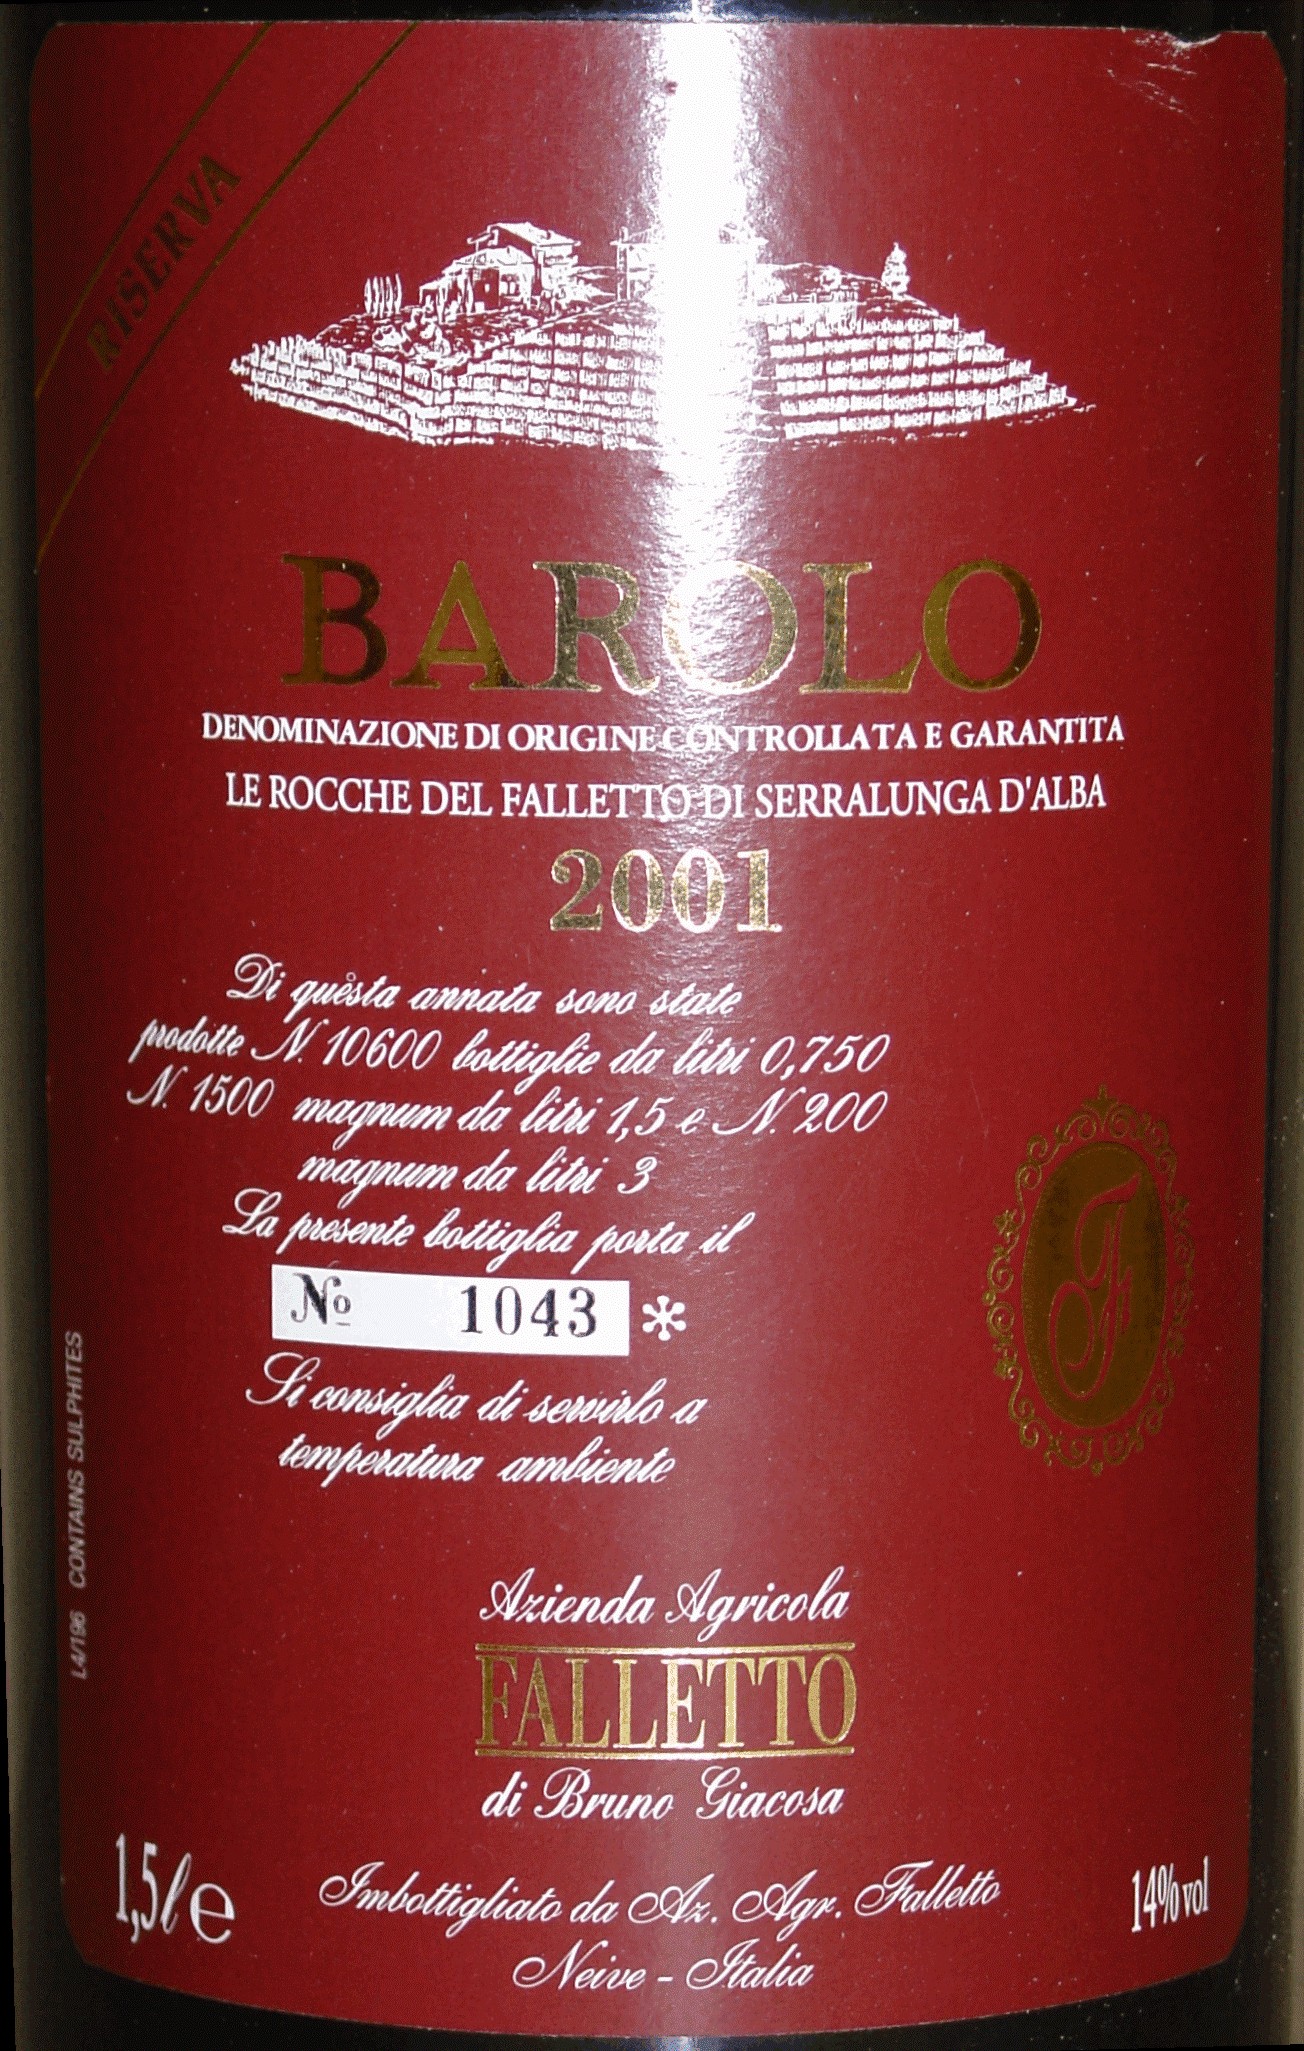 RISERVA
BAROLO
DENOMINAZIONE DI ORIGINE CONTROLLATA E GARANTITA
LE ROCCHE DEL FALLETTO DI SERRALUNGA D'ALBA
2001
Di questa annata sono state
prodotte N. 10600 bottiglie da litri 0,750
N. 1500 magnum da litri 1,5 e N. 200
magnum da litri 3
La presente bottiglia porta il
No 1043 *
Si consiglia di servirlo a
temperatura ambiente
F
L4/196 CONTAINS SULPHITES
Azienda Agricola
FALLETTO
di Bruno Giacosa
1,5 l e
Imbottigliato da Az. Agr. Falletto
Neive - Italia
14% vol